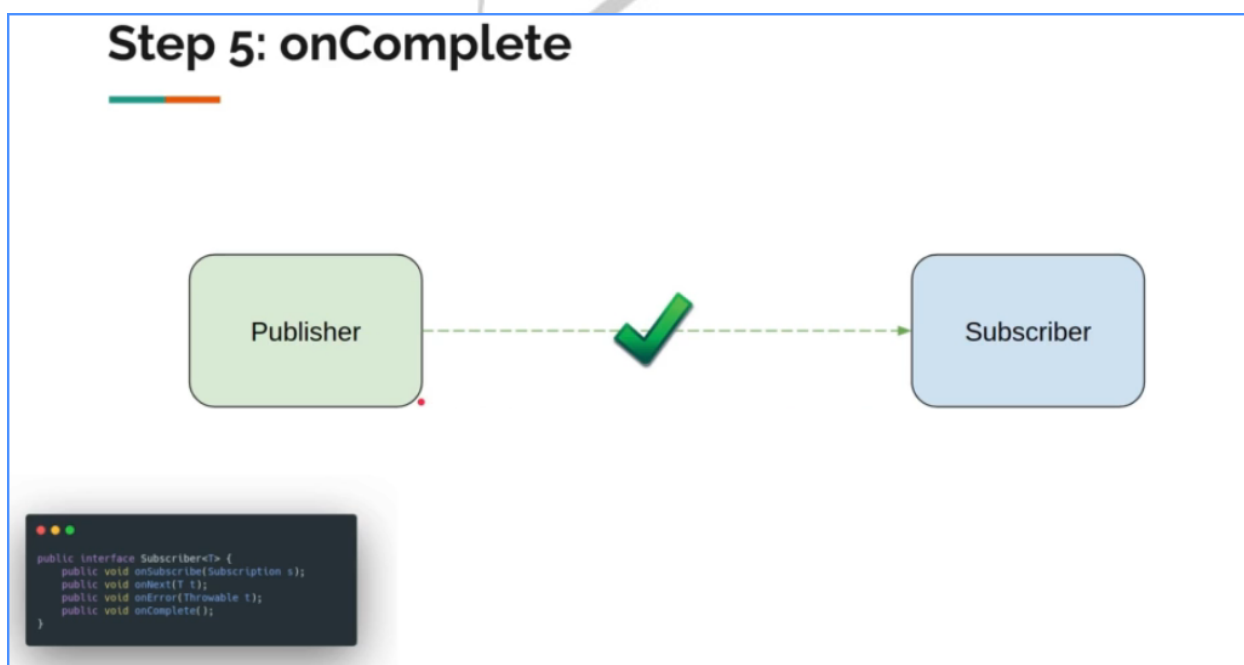 Step 5: onComplete
Publisher
Subscriber
public interface Subscriber<T> {
public void onSubscribe(Subscription s);
public void onNext(T t);
public void onError(Throwable t);
public void onComplete();
}